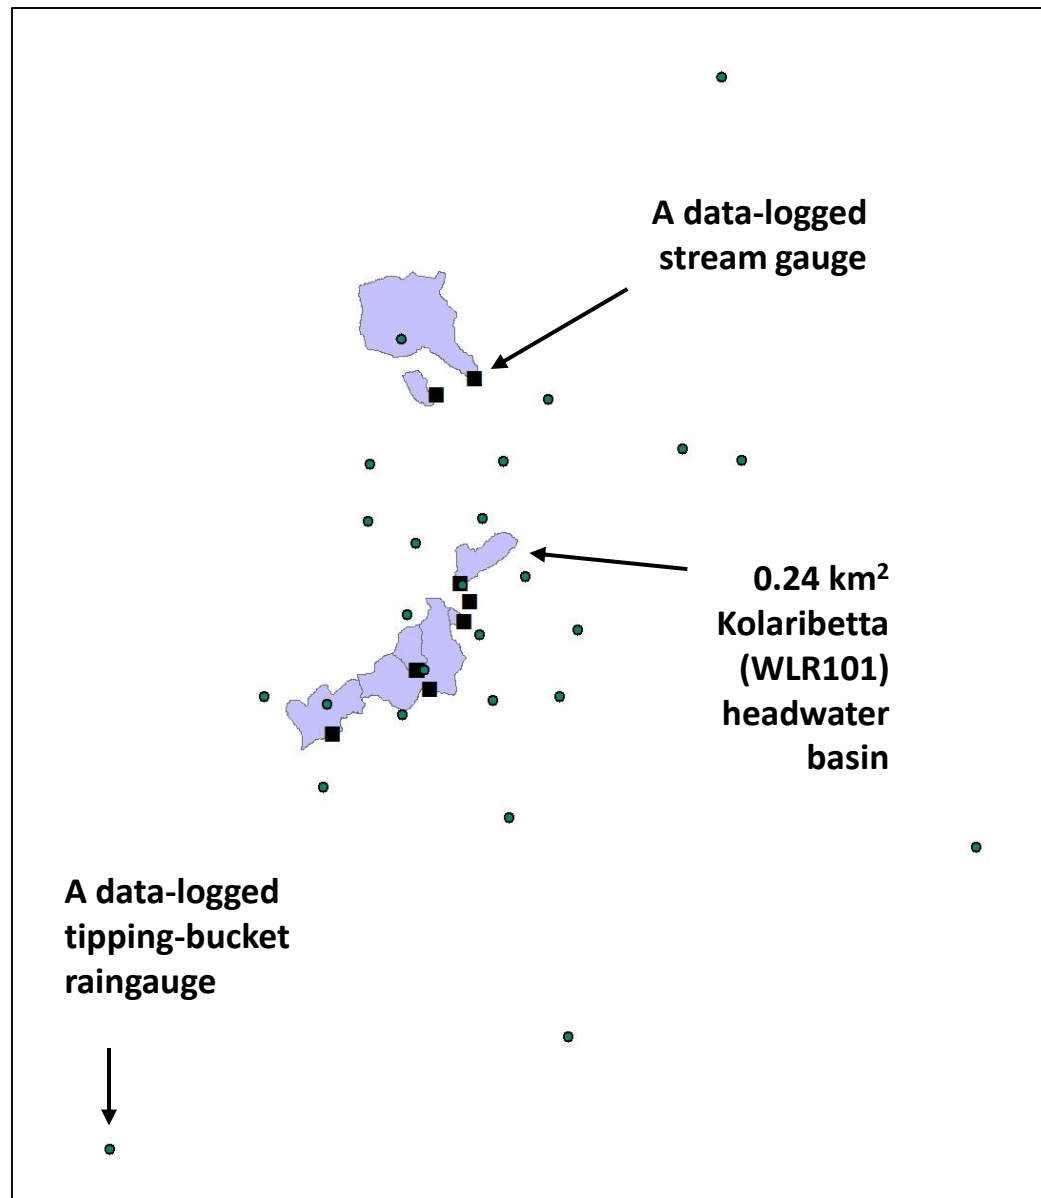 A data-logged
stream gauge
0.24 km²
Kolaribetta
(WLR101)
headwater
basin
A data-logged
tipping-bucket
raingauge